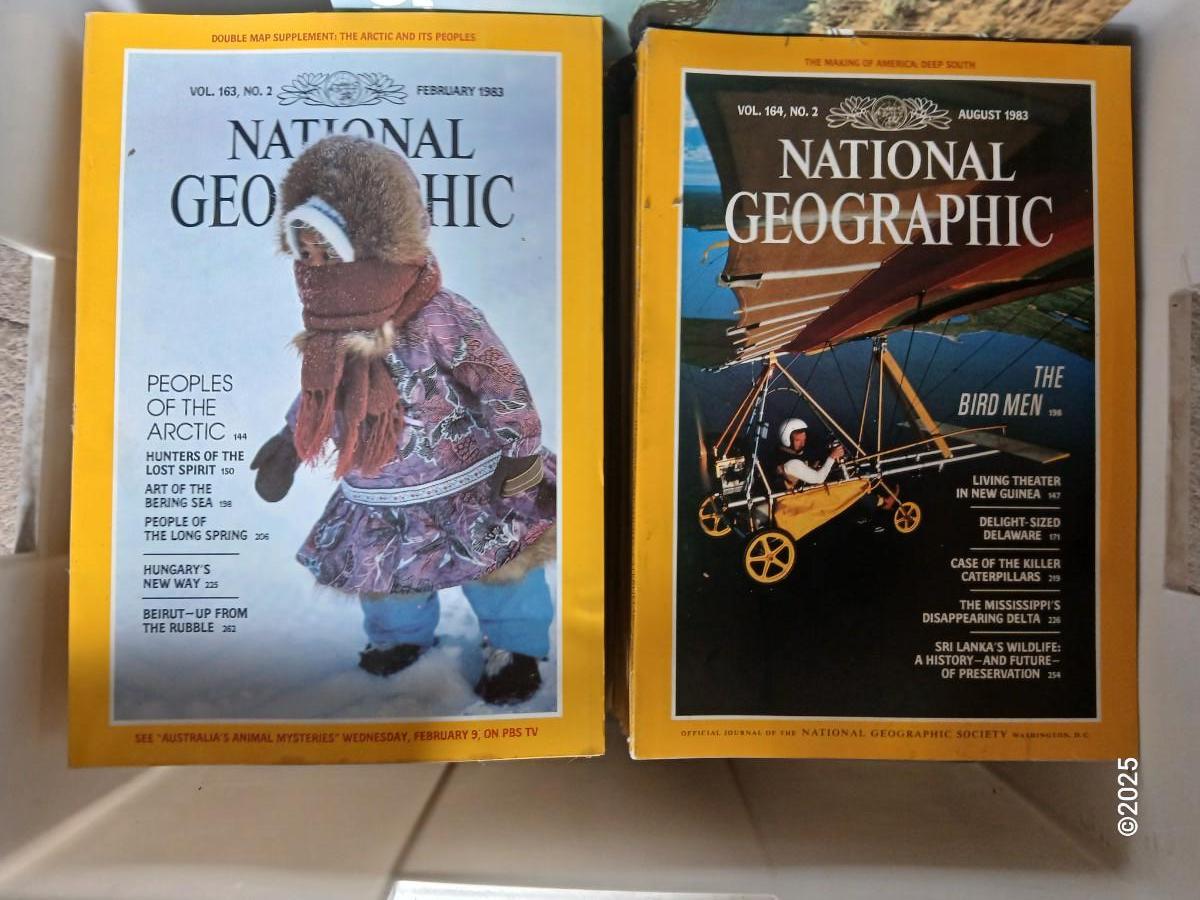 DOUBLE MAP SUPPLEMENT: THE ARCTIC AND ITS PEOPLES
VOL. 163, NO. 2 FEBRUARY 1983
NATIONAL
GEO HIC
PEOPLES
OF THE
ARCTIC 144
HUNTERS OF THE
LOST SPIRIT 150
ART OF THE
BERING SEA 198
PEOPLE OF
THE LONG SPRING 206
HUNGARY'S
NEW WAY 225
BEIRUT—UP FROM
THE RUBBLE 262
SEE "AUSTRALIA'S ANIMAL MYSTERIES" WEDNESDAY, FEBRUARY 9, ON PBS TV
THE MAKING OF AMERICA: DEEP SOUTH
VOL. 164, NO. 2 AUGUST 1983
NATIONAL
GEOGRAPHIC
THE
BIRD MEN 198
LIVING THEATER
IN NEW GUINEA 147
DELIGHT-SIZED
DELAWARE 171
CASE OF THE KILLER
CATERPILLARS 219
THE MISSISSIPPI'S
DISAPPEARING DELTA 226
SRI LANKA'S WILDLIFE:
A HISTORY—AND FUTURE—
OF PRESERVATION 254
OFFICIAL JOURNAL OF THE NATIONAL GEOGRAPHIC SOCIETY WASHINGTON, D.C.
©2025